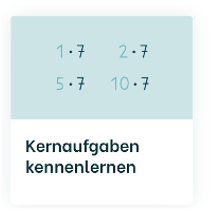 1 · 7 2 · 7
5 · 7 10 · 7
Kernaufgaben
kennenlernen